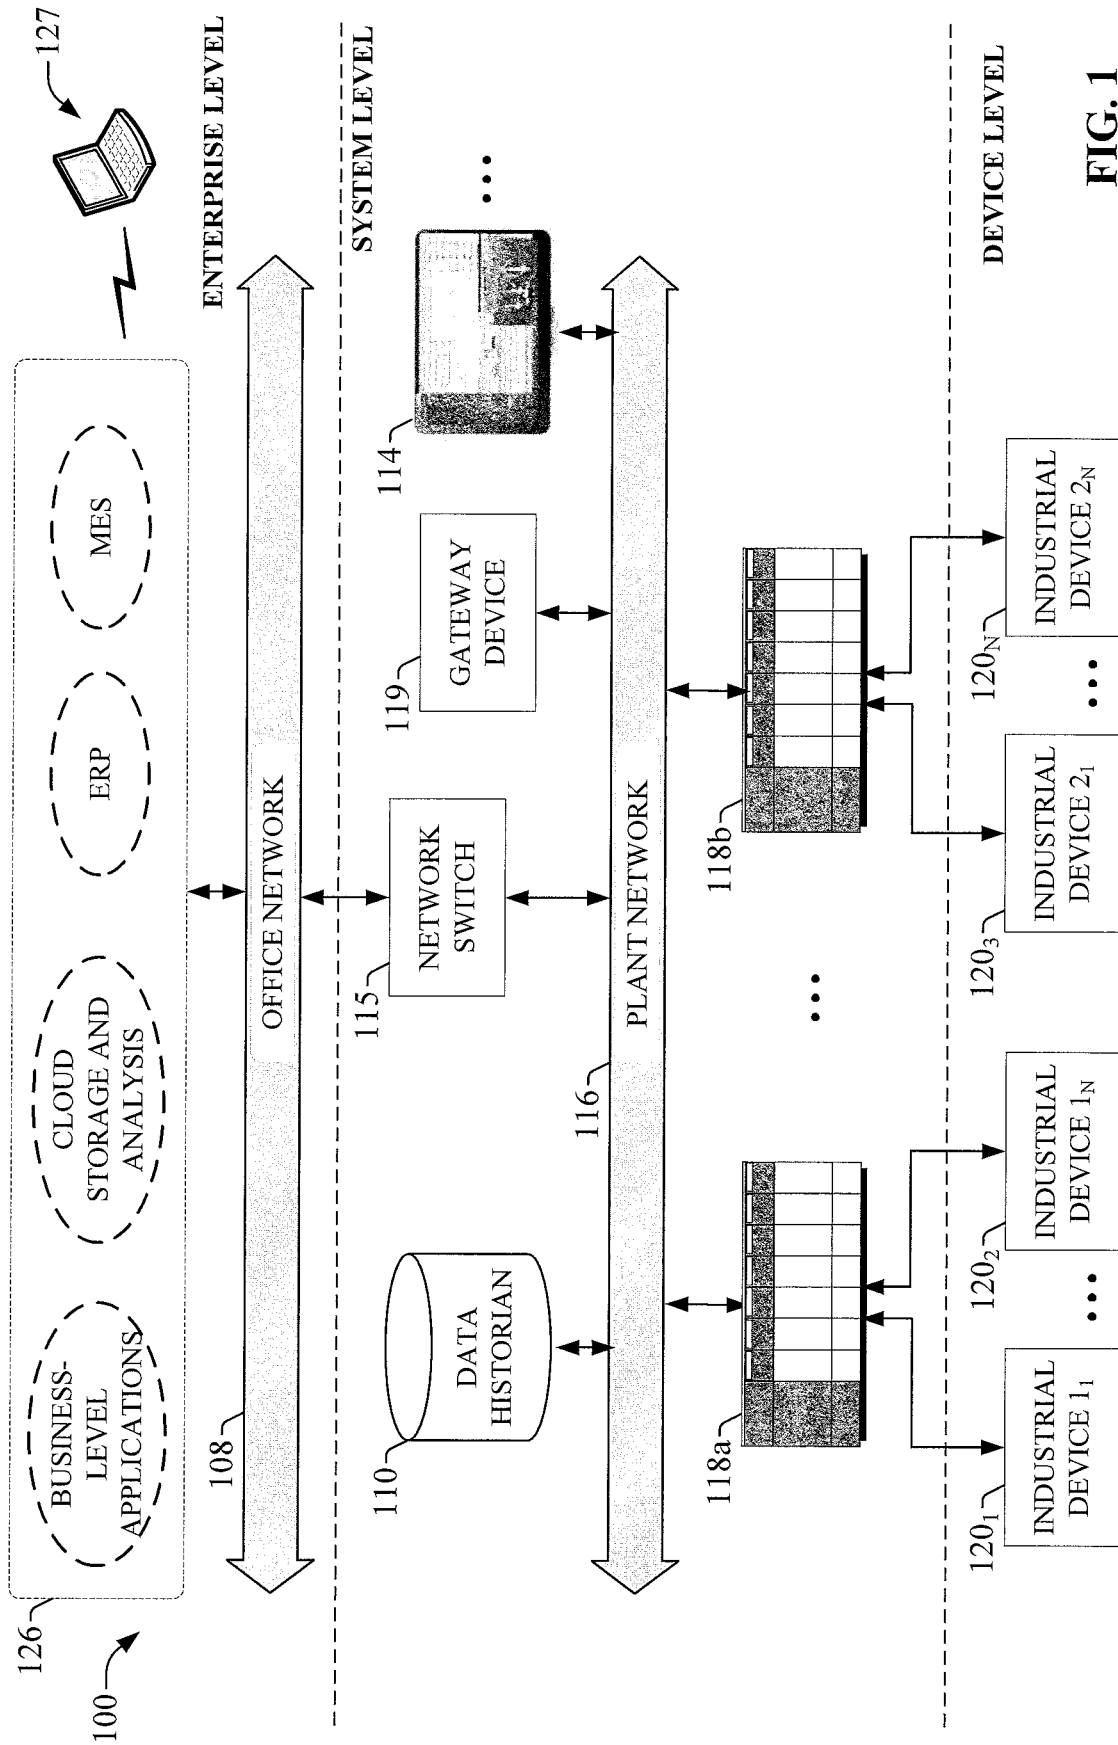 100
126
BUSINESS-
LEVEL
APPLICATIONS
CLOUD
STORAGE AND
ANALYSIS
ERP
MES
127
ENTERPRISE LEVEL
108
OFFICE NETWORK
SYSTEM LEVEL
110
DATA
HISTORIAN
115
NETWORK
SWITCH
119
GATEWAY
DEVICE
114
...
116
PLANT NETWORK
118a
...
118b
DEVICE LEVEL
120₁
INDUSTRIAL
DEVICE 1₁
...
120₂
INDUSTRIAL
DEVICE 1N
120₃
INDUSTRIAL
DEVICE 2₁
...
120N
INDUSTRIAL
DEVICE 2N
FIG. 1